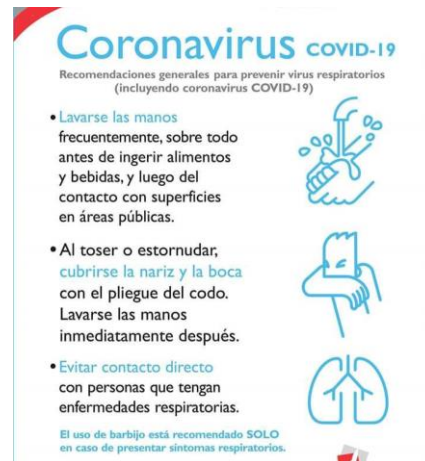 Coronavirus COVID-19
Recomendaciones generales para prevenir virus respiratorios
(incluyendo coronavirus COVID-19)
• Lavarse las manos
frecuentemente, sobre todo
antes de ingerir alimentos
y bebidas, y luego del
contacto con superficies
en áreas públicas.
• Al toser o estornudar,
cubrirse la nariz y la boca
con el pliegue del codo.
Lavarse las manos
inmediatamente después.
• Evitar contacto directo
con personas que tengan
enfermedades respiratorias.
El uso de barbijo está recomendado SOLO
en caso de presentar síntomas respiratorios.